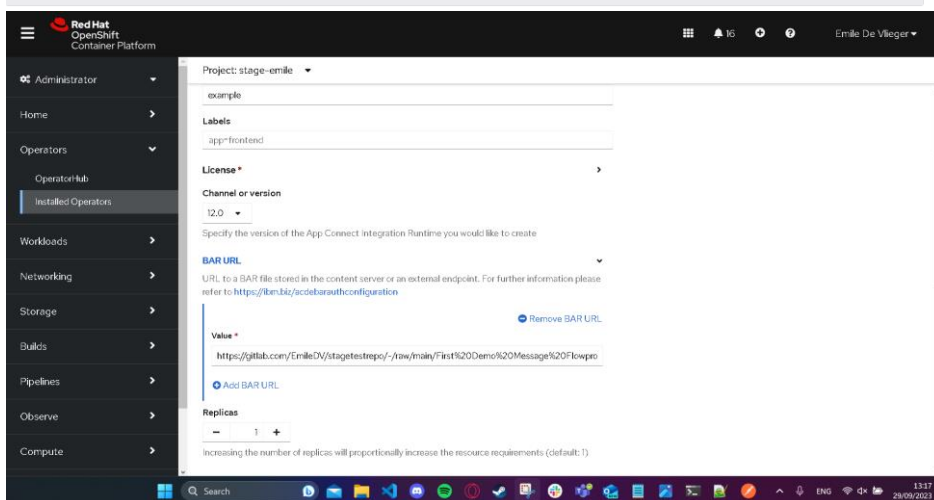 Red Hat
OpenShift
Container Platform
16
Emile De Vlieger
Administrator
Home
Operators
OperatorHub
Installed Operators
Workloads
Networking
Storage
Builds
Pipelines
Observe
Compute
Project: stage-emile
example
Labels
app=frontend
License *
Channel or version
12.0
Specify the version of the App Connect Integration Runtime you would like to create
BAR URL
URL to a BAR file stored in the content server or an external endpoint. For further information please
refer to https://ibm.biz/acdebarauthconfiguration
Remove BAR URL
Value *
https://gitlab.com/EmileDV/stagetestrepo/-/raw/main/First%20Demo%20Message%20Flowpro
Add BAR URL
Replicas
1
Increasing the number of replicas will proportionally increase the resource requirements (default: 1)
Search
ENG
13:17
29/09/2023